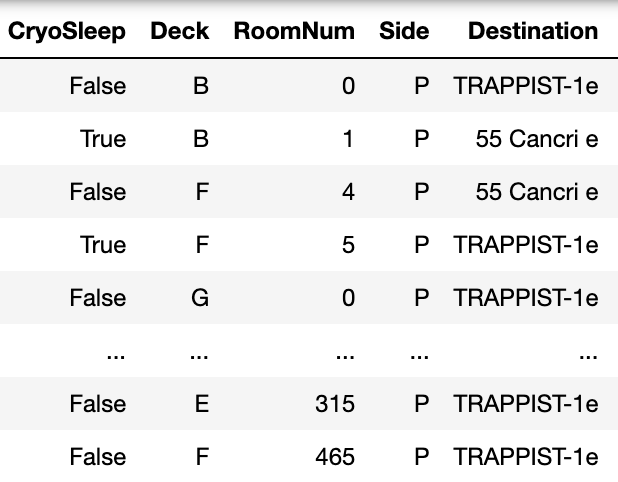 CryoSleep Deck RoomNum Side Destination
False B 0 P TRAPPIST-1e
True B 1 P 55 Cancri e
False F 4 P 55 Cancri e
True F 5 P TRAPPIST-1e
False G 0 P TRAPPIST-1e
... ... ... ... ...
False E 315 P TRAPPIST-1e
False F 465 P TRAPPIST-1e